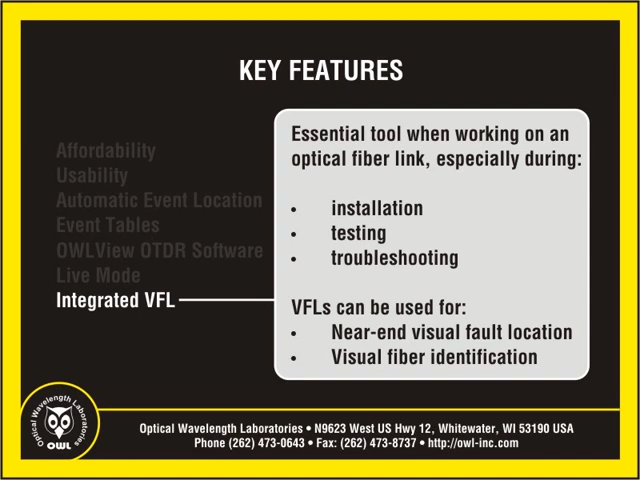 KEY FEATURES
Affordability
Usability
Automatic Event Location
Event Tables
OWLView OTDR Software
Live Mode
Integrated VFL
Essential tool when working on an
optical fiber link, especially during:
• installation
• testing
• troubleshooting
VFLs can be used for:
• Near-end visual fault location
• Visual fiber identification
Optical Wavelength Laboratories
OWL
Optical Wavelength Laboratories • N9623 West US Hwy 12, Whitewater, WI 53190 USA
Phone (262) 473-0643 • Fax: (262) 473-8737 • http://owl-inc.com